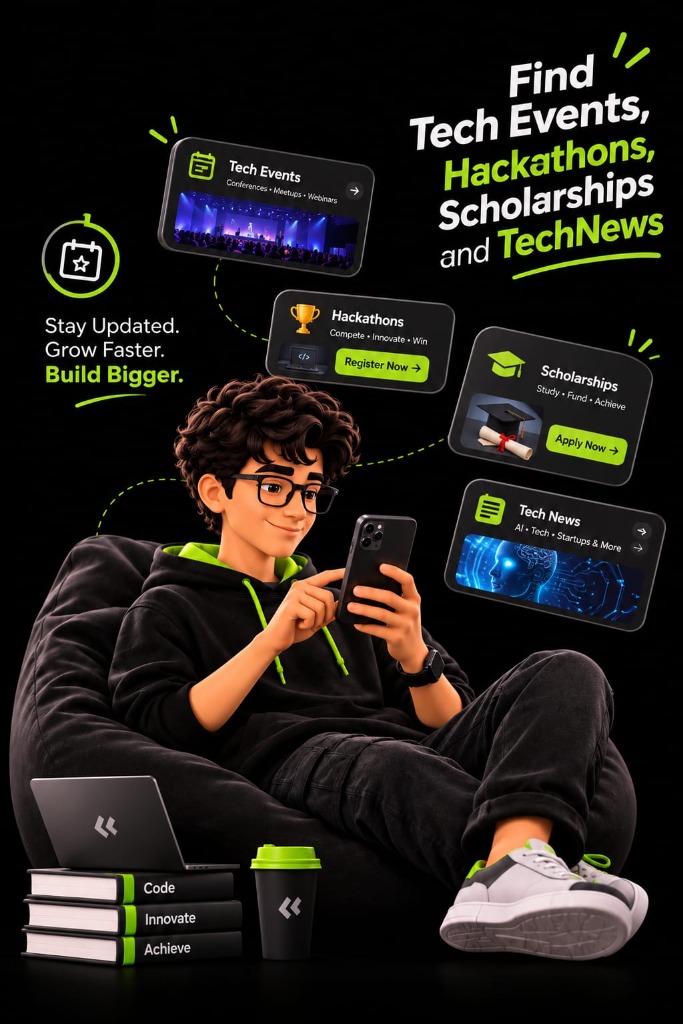 Find
Tech Events,
Hackathons,
Scholarships
and TechNews
Tech Events
Conferences • Meetups • Webinars
Stay Updated.
Grow Faster.
Build Bigger.
Hackathons
Compete • Innovate • Win
</>
Register Now →
Scholarships
Study • Fund • Achieve
Apply Now →
Tech News
AI • Tech • Startups & More
Code
Innovate
Achieve